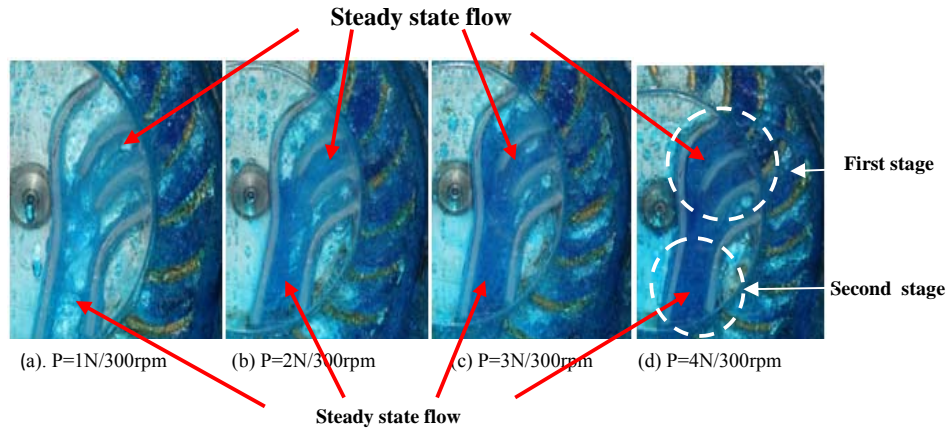 Steady state flow
First stage
Second stage
(a). P=1N/300rpm
(b) P=2N/300rpm
(c) P=3N/300rpm
(d) P=4N/300rpm
Steady state flow